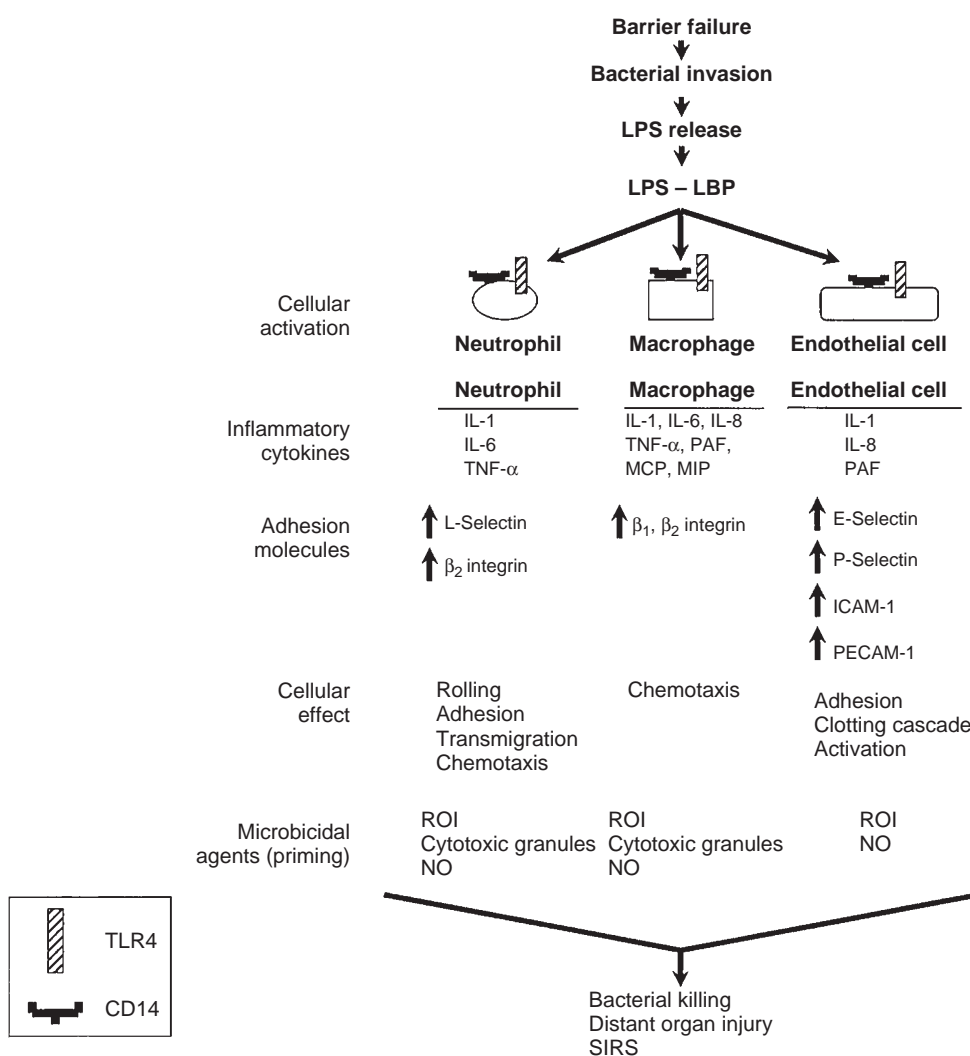 Barrier failure
Bacterial invasion
LPS release
LPS – LBP
Cellular
activation
Neutrophil
Macrophage
Endothelial cell
Neutrophil
Macrophage
Endothelial cell
Inflammatory
cytokines
IL-1
IL-6
TNF-α
IL-1, IL-6, IL-8
TNF-α, PAF,
MCP, MIP
IL-1
IL-8
PAF
Adhesion
molecules
L-Selectin
β₂ integrin
β₁, β₂ integrin
E-Selectin
P-Selectin
ICAM-1
PECAM-1
Cellular
effect
Rolling
Adhesion
Transmigration
Chemotaxis
Chemotaxis
Adhesion
Clotting cascade
Activation
Microbicidal
agents (priming)
ROI
Cytotoxic granules
NO
ROI
Cytotoxic granules
NO
ROI
NO
TLR4
CD14
Bacterial killing
Distant organ injury
SIRS